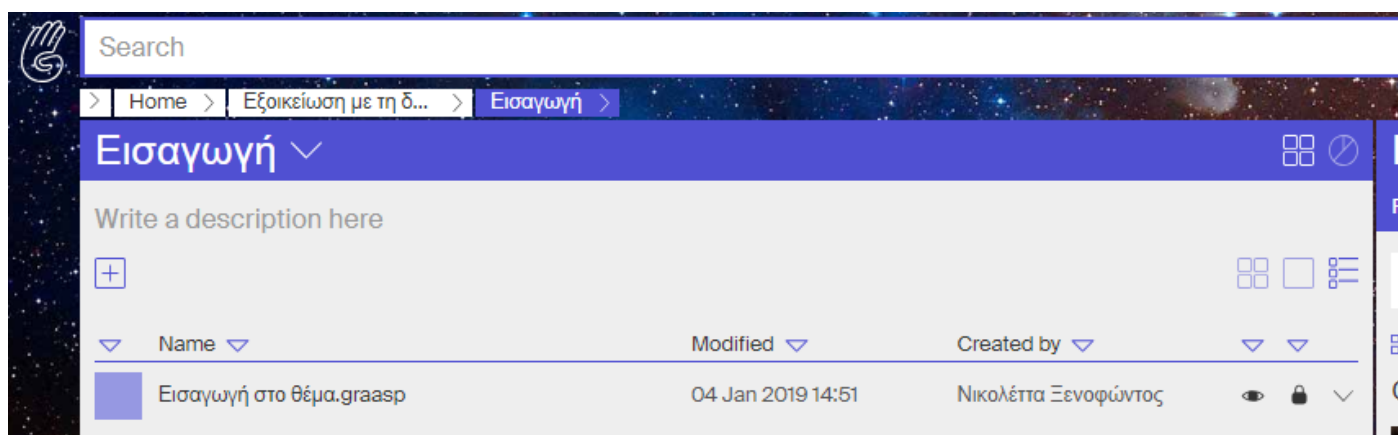 Search
Home Εξοικείωση με τη δ... Εισαγωγή
Εισαγωγή
Write a description here
Name Modified Created by
Εισαγωγή στο θέμα.graasp 04 Jan 2019 14:51 Νικολέττα Ξενοφώντος